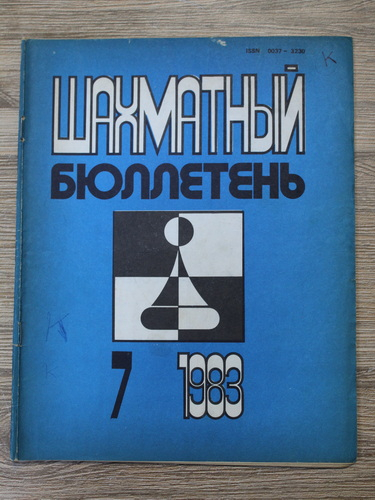 ISSN 0037-3230
К
ШАХМАТНЫЙ
БЮЛЛЕТЕНЬ
7 1983
К
К